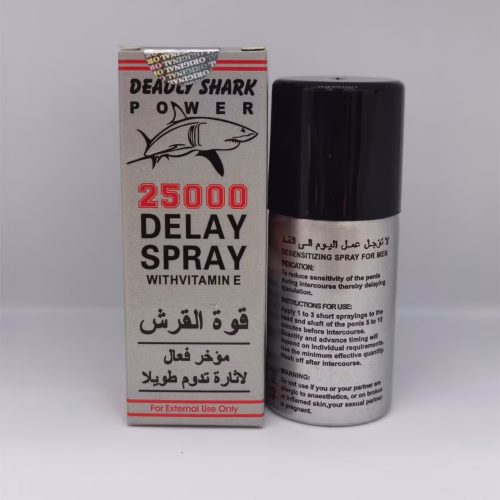 ORIGINAL
DEADLY SHARK
POWER
25000
DELAY
SPRAY
WITHVITAMIN E
قوة القرش
مؤخر فعال
لاثارة تدوم طويلا
For External Use Only
لا تؤجل عمل اليوم الى الغد
DESENSITIZING SPRAY FOR MEN
INDICATION:
To reduce sensitivity of the penis
during intercourse thereby delaying
ejaculation.
INSTRUCTIONS FOR USE:
Apply 1 to 3 short sprayings to the
head and shaft of the penis 5 to 15
minutes before intercourse.
Quantity and advance timing will
depend on individual requirements.
Use the minimum effective quantity.
Wash off after intercourse.
WARNING:
Do not use if you or your partner are
allergic to anaesthetics, or on broken
or inflamed skin, your sexual partner
is pregnant.